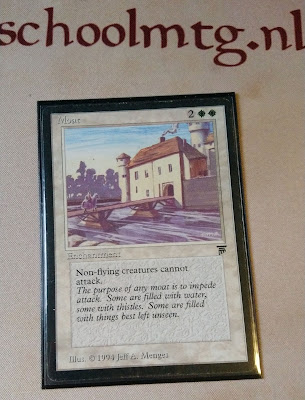 schoolmtg.nl
Moat 2
Enchantment
Non-flying creatures cannot
attack.
The purpose of any moat is to impede
attack. Some are filled with water,
some with thistles. Some are filled
with things best left unseen.
Illus. © 1994 Jeff A. Menges